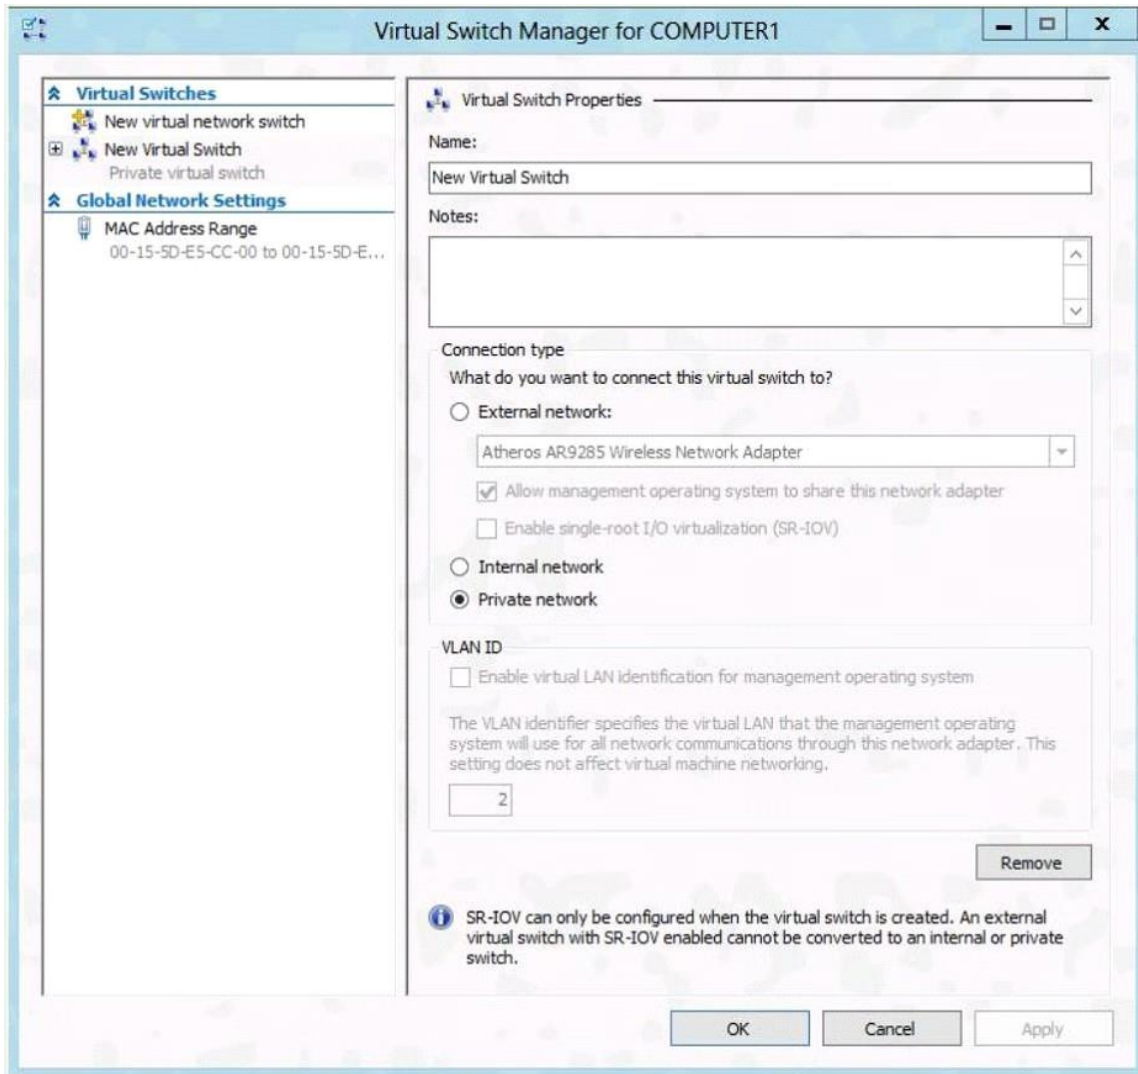 Virtual Switch Manager for COMPUTER1
Virtual Switches
New virtual network switch
New Virtual Switch
Private virtual switch
Global Network Settings
MAC Address Range
00-15-5D-E5-CC-00 to 00-15-5D-E...
Virtual Switch Properties
Name:
New Virtual Switch
Notes:
Connection type
What do you want to connect this virtual switch to?
External network:
Atheros AR9285 Wireless Network Adapter
Allow management operating system to share this network adapter
Enable single-root I/O virtualization (SR-IOV)
Internal network
Private network
VLAN ID
Enable virtual LAN identification for management operating system
The VLAN identifier specifies the virtual LAN that the management operating
system will use for all network communications through this network adapter. This
setting does not affect virtual machine networking.
2
Remove
SR-IOV can only be configured when the virtual switch is created. An external
virtual switch with SR-IOV enabled cannot be converted to an internal or private
switch.
OK
Cancel
Apply